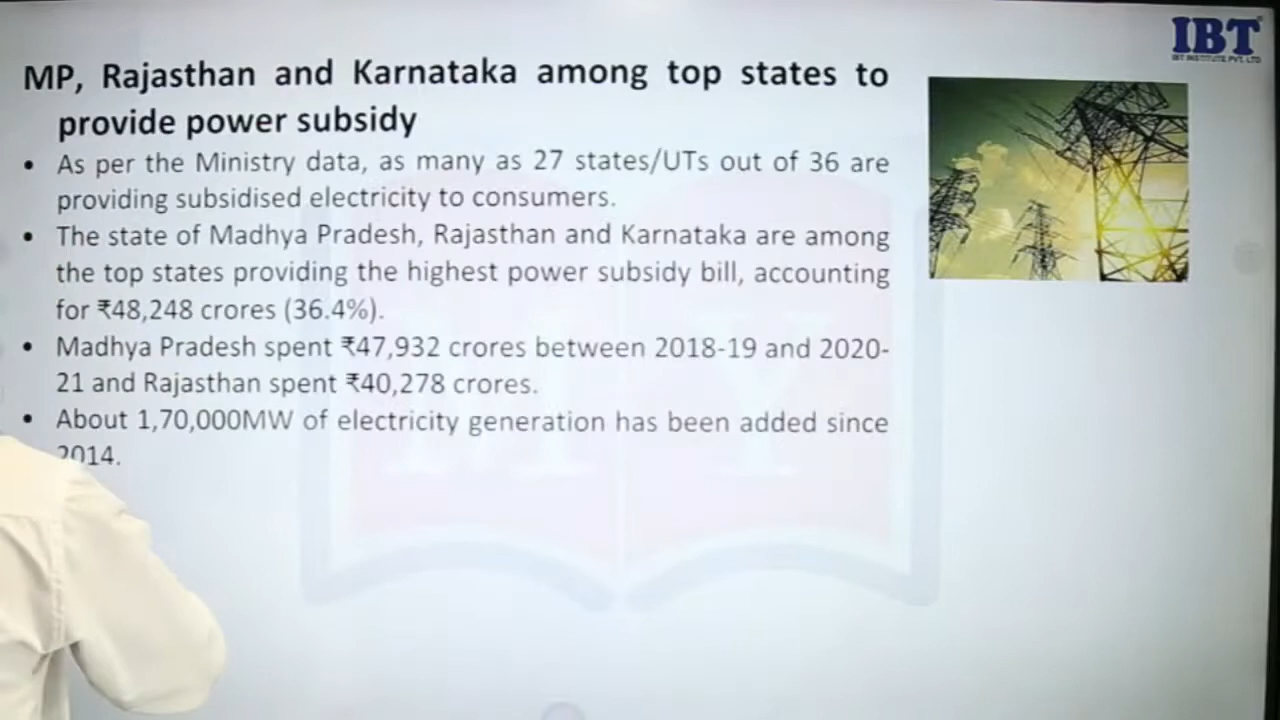 IBT
IBT INSTITUTE PVT. LTD
MP, Rajasthan and Karnataka among top states to
provide power subsidy
• As per the Ministry data, as many as 27 states/UTs out of 36 are
providing subsidised electricity to consumers.
• The state of Madhya Pradesh, Rajasthan and Karnataka are among
the top states providing the highest power subsidy bill, accounting
for ₹48,248 crores (36.4%).
• Madhya Pradesh spent ₹47,932 crores between 2018-19 and 2020-
21 and Rajasthan spent ₹40,278 crores.
• About 1,70,000MW of electricity generation has been added since
2014.
M Y